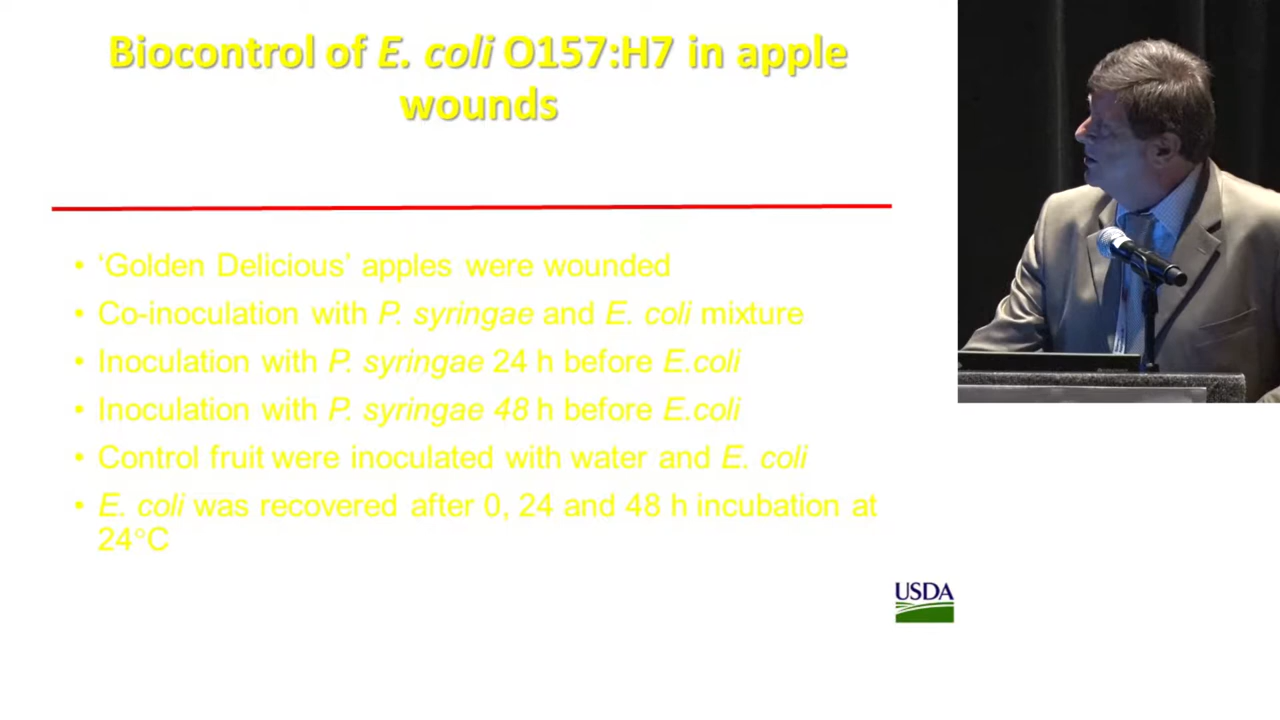 Biocontrol of E. coli O157:H7 in apple
wounds
• ‘Golden Delicious’ apples were wounded
• Co-inoculation with P. syringae and E. coli mixture
• Inoculation with P. syringae 24 h before E.coli
• Inoculation with P. syringae 48 h before E.coli
• Control fruit were inoculated with water and E. coli
• E. coli was recovered after 0, 24 and 48 h incubation at
24°C
USDA